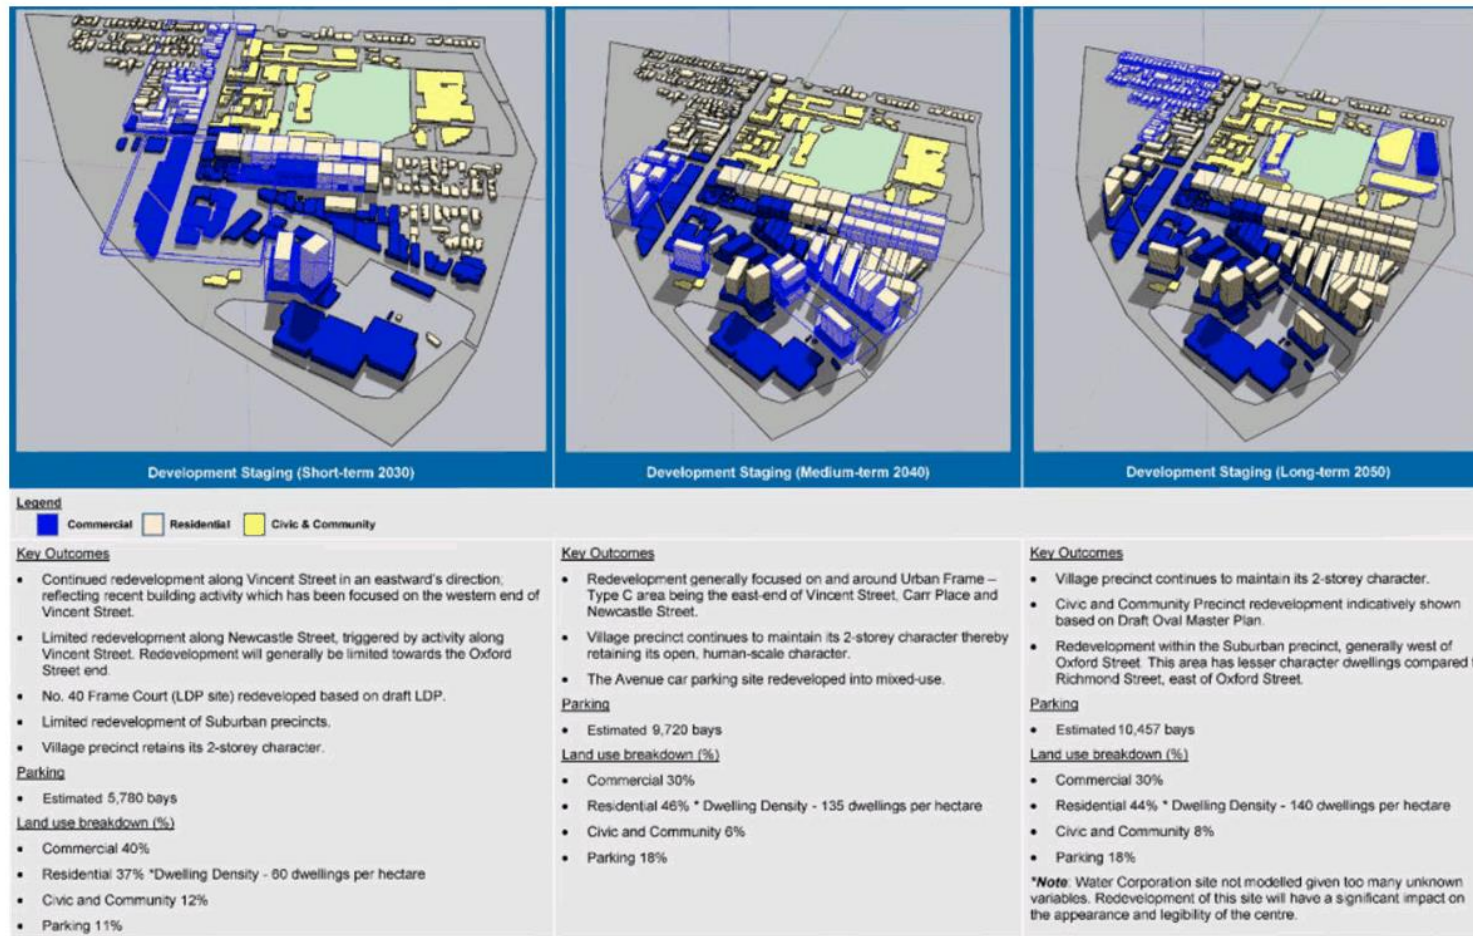 Development Staging (Short-term 2030)
Development Staging (Medium-term 2040)
Development Staging (Long-term 2050)
Legend
Commercial
Residential
Civic & Community
Key Outcomes
• Continued redevelopment along Vincent Street in an eastward's direction,
reflecting recent building activity which has been focused on the western end of
Vincent Street.
• Limited redevelopment along Newcastle Street, triggered by activity along
Vincent Street. Redevelopment will generally be limited towards the Oxford
Street end.
• No. 40 Frame Court (LDP site) redeveloped based on draft LDP.
• Limited redevelopment of Suburban precincts.
• Village precinct retains its 2-storey character.
Parking
• Estimated 5,780 bays
Land use breakdown (%)
• Commercial 40%
• Residential 37% *Dwelling Density - 60 dwellings per hectare
• Civic and Community 12%
• Parking 11%
Key Outcomes
• Redevelopment generally focused on and around Urban Frame –
Type C area being the east-end of Vincent Street, Carr Place and
Newcastle Street.
• Village precinct continues to maintain its 2-storey character thereby
retaining its open, human-scale character.
• The Avenue car parking site redeveloped into mixed-use.
Parking
• Estimated 9,720 bays
Land use breakdown (%)
• Commercial 30%
• Residential 46% * Dwelling Density - 135 dwellings per hectare
• Civic and Community 6%
• Parking 18%
Key Outcomes
• Village precinct continues to maintain its 2-storey character.
• Civic and Community Precinct redevelopment indicatively shown
based on Draft Oval Master Plan.
• Redevelopment within the Suburban precinct, generally west of
Oxford Street. This area has lesser character dwellings compared
Richmond Street, east of Oxford Street.
Parking
• Estimated 10,457 bays
Land use breakdown (%)
• Commercial 30%
• Residential 44% * Dwelling Density - 140 dwellings per hectare
• Civic and Community 8%
• Parking 18%
*Note: Water Corporation site not modelled given too many unknown
variables. Redevelopment of this site will have a significant impact on
the appearance and legibility of the centre.